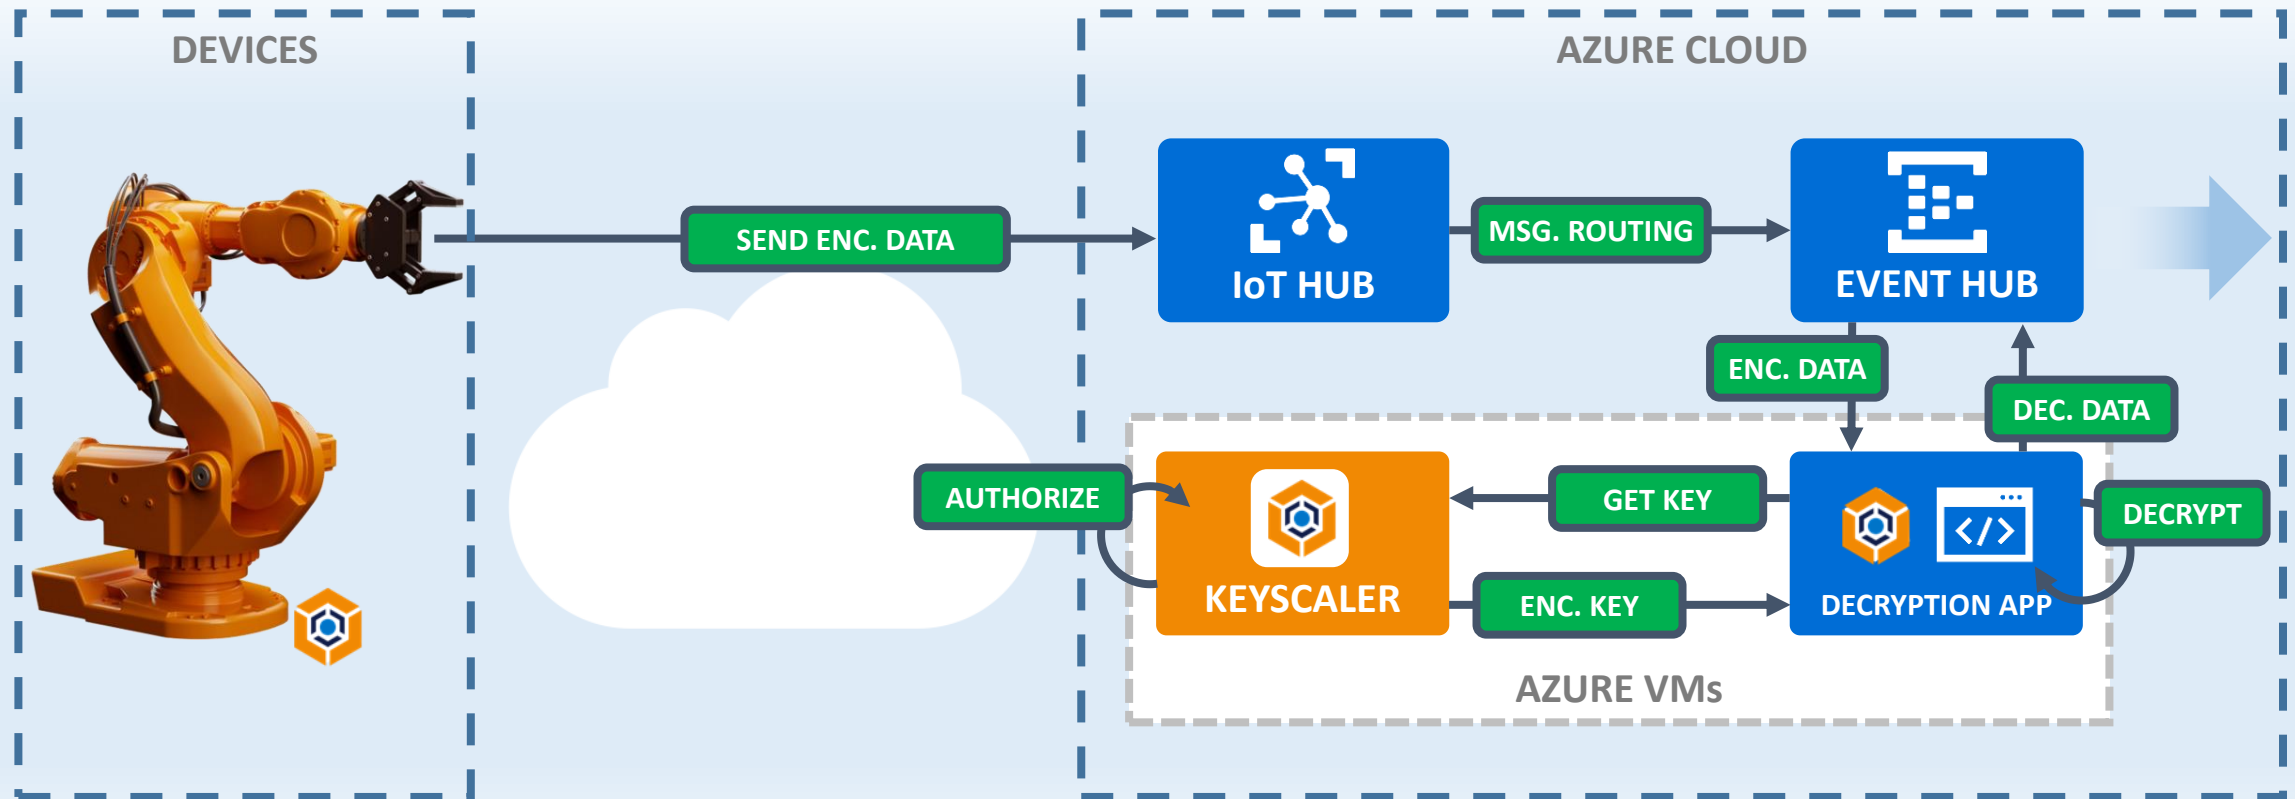 DEVICES
AZURE CLOUD
SEND ENC. DATA
IoT HUB
MSG. ROUTING
EVENT HUB
ENC. DATA
DEC. DATA
AUTHORIZE
KEYSCALER
GET KEY
ENC. KEY
</>
DECRYPTION APP
DECRYPT
AZURE VMs